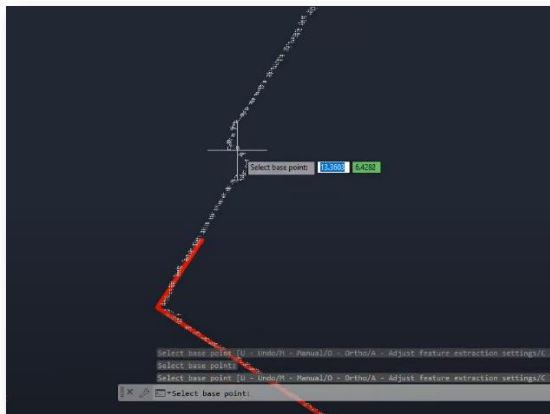 Select base point: 13.3603 6.4280
Select base point [U - Undo/M - Manual/O - Ortho/A - Adjust feature extraction settings/C
Select base point:
Select base point [U - Undo/M - Manual/O - Ortho/A - Adjust feature extraction settings/C
Select base point: